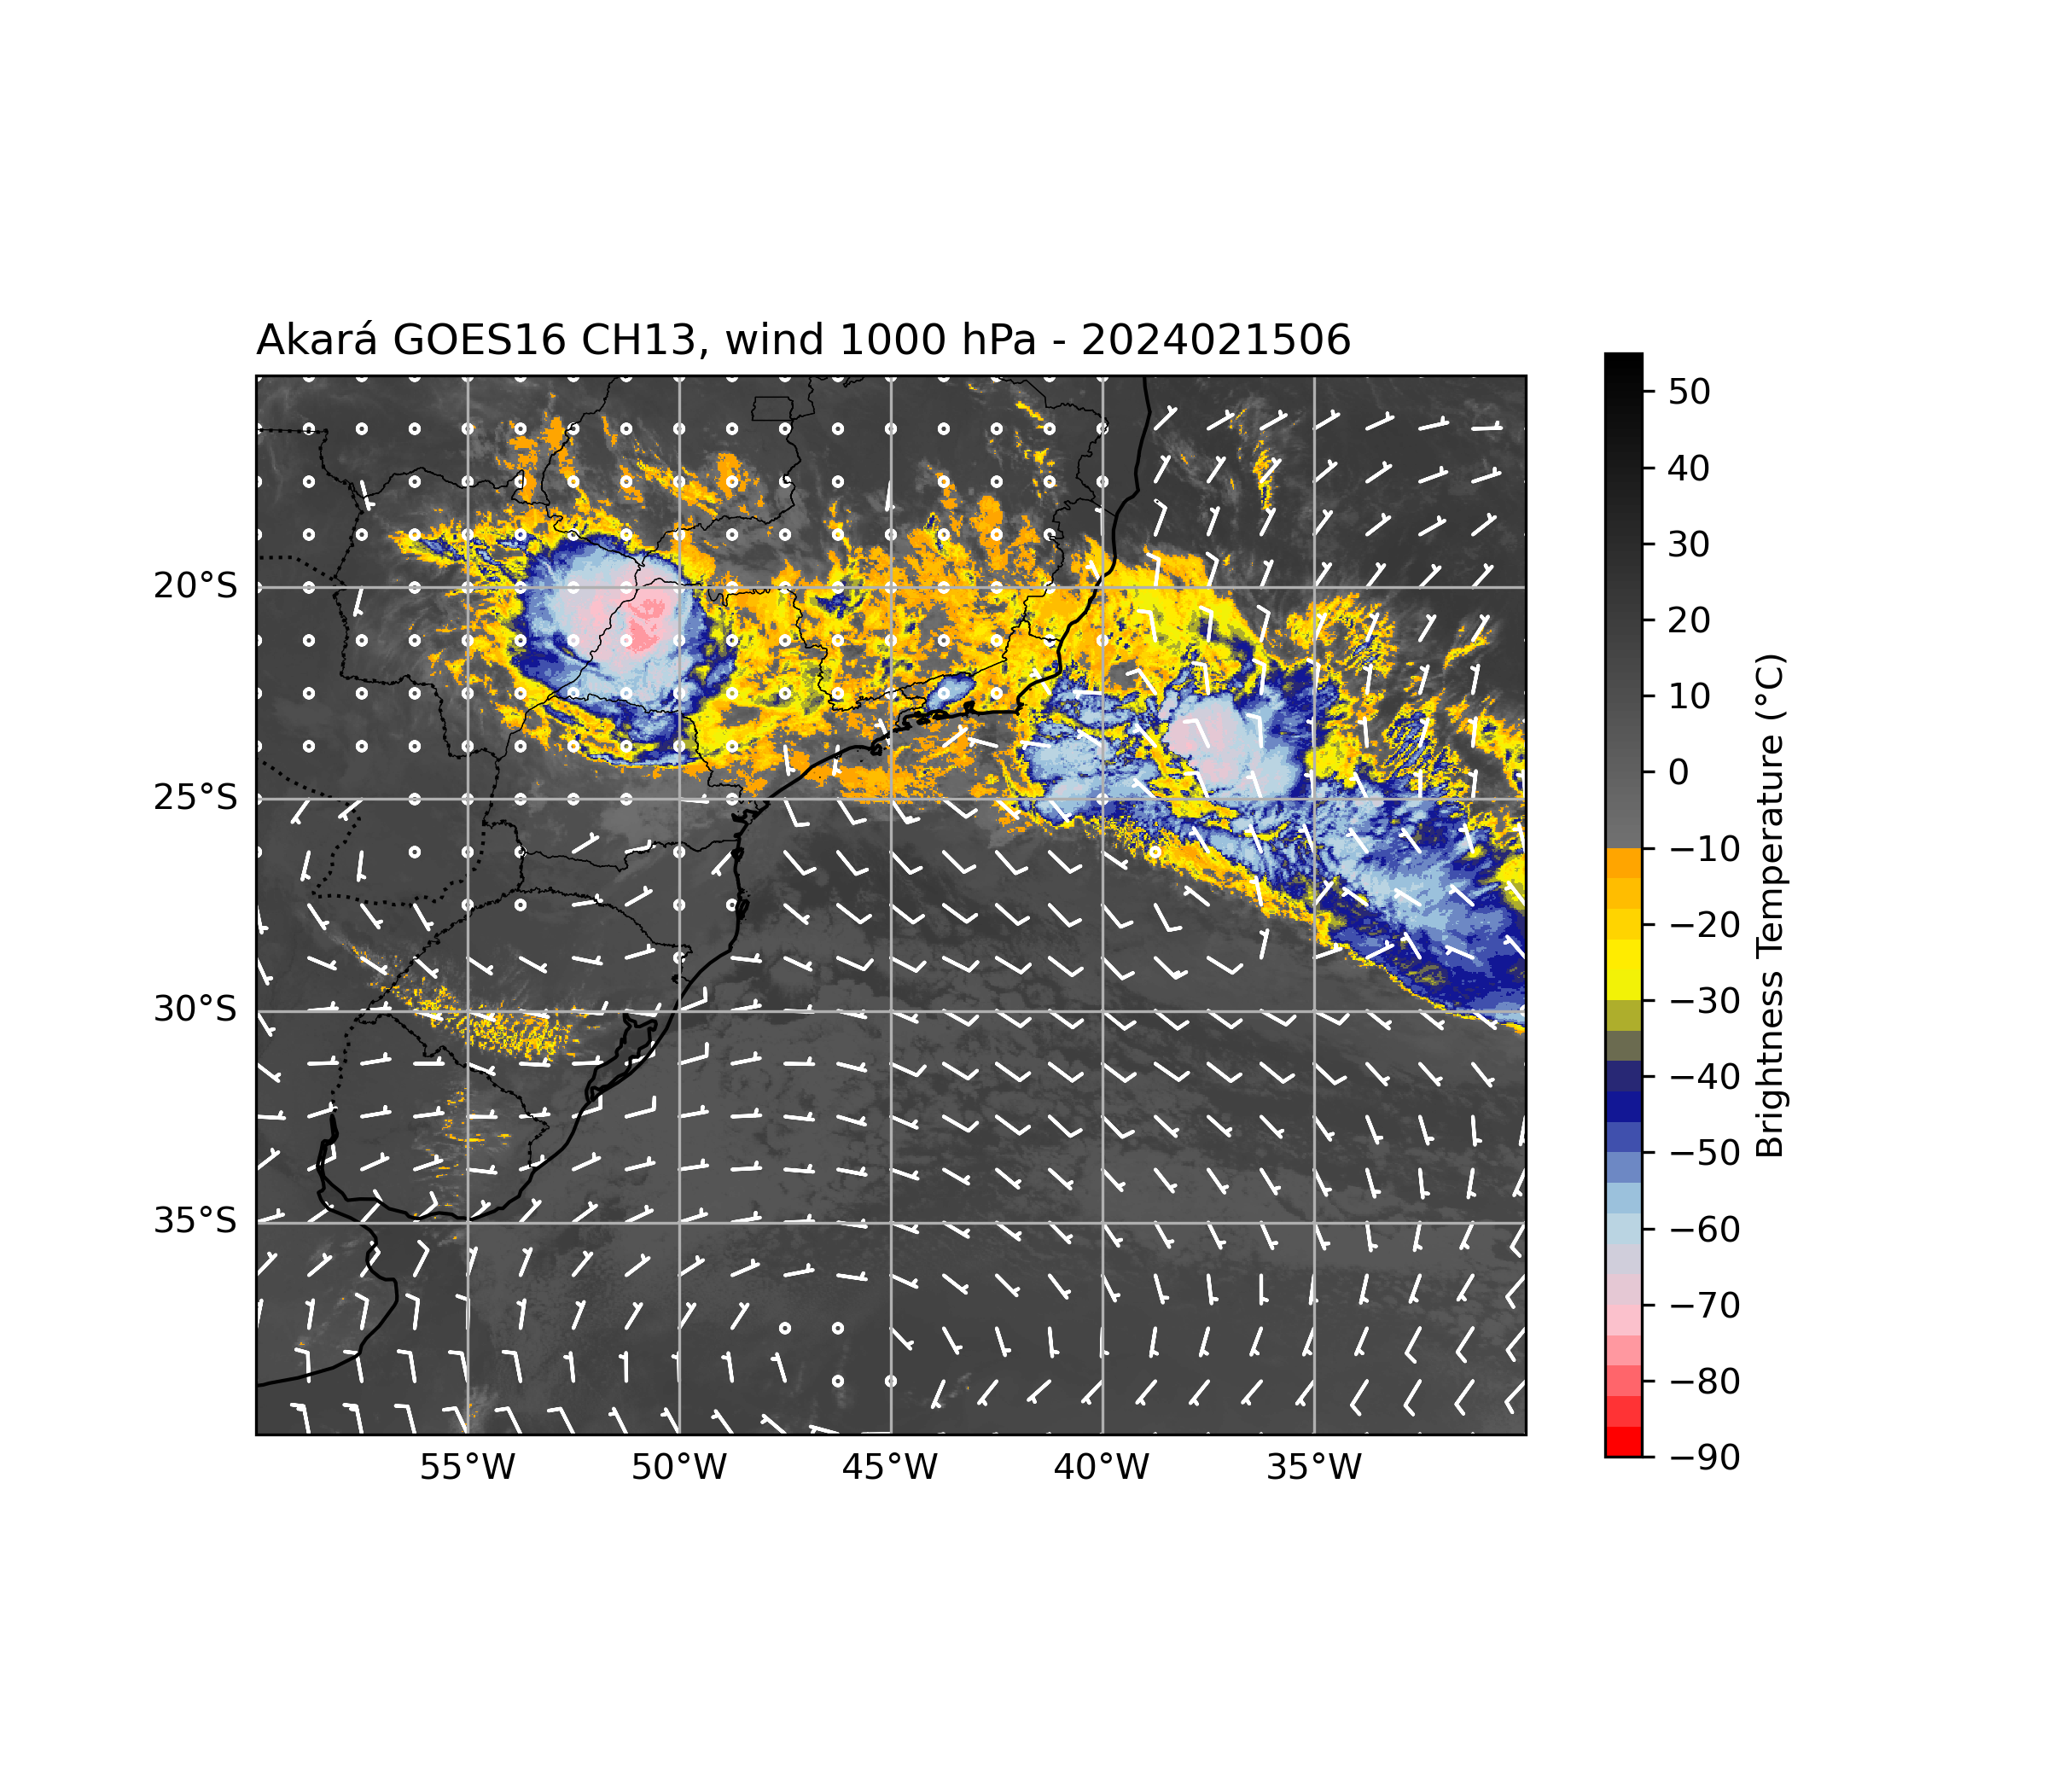 Akará GOES16 CH13, wind 1000 hPa - 2024021506
20°S
25°S
30°S
35°S
55°W
50°W
45°W
40°W
35°W
50
40
30
20
10
0
−10
−20
−30
−40
−50
−60
−70
−80
−90
Brightness Temperature (°C)